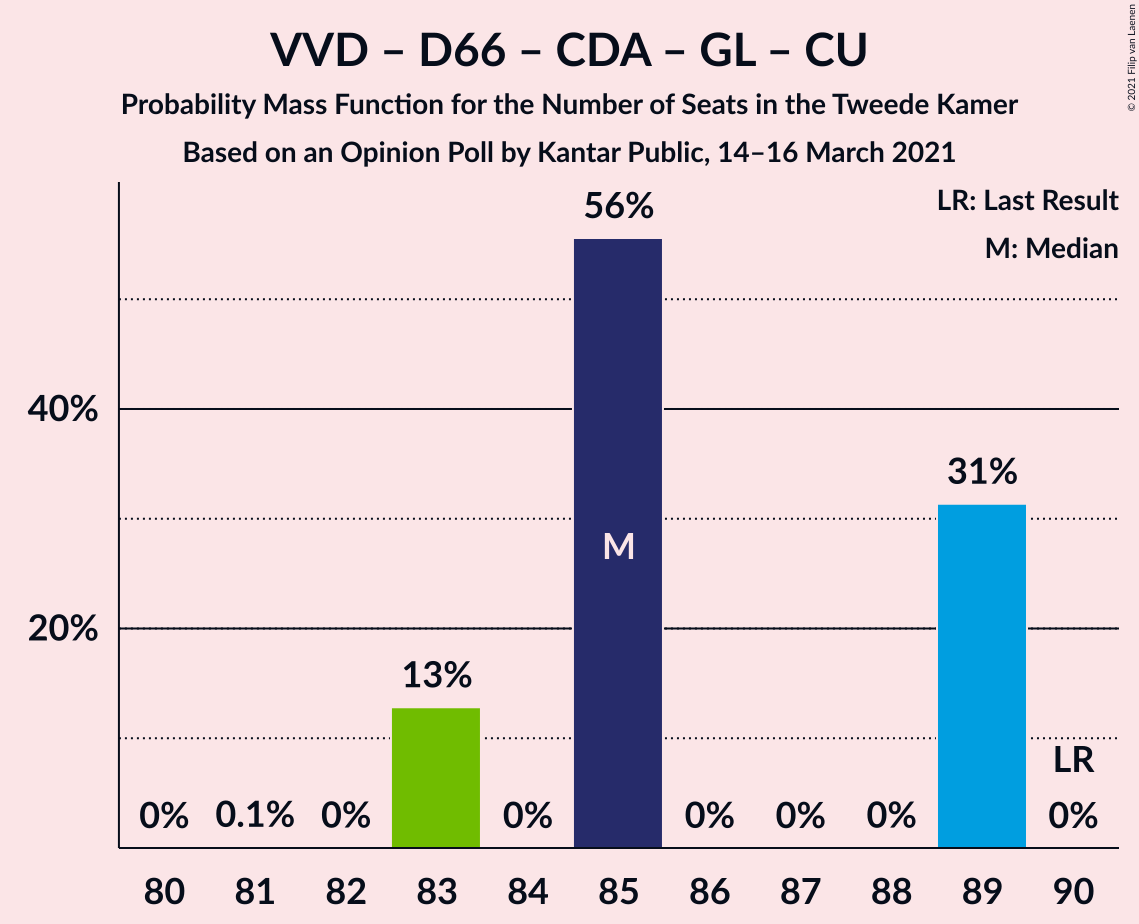 VVD – D66 – CDA – GL – CU
Probability Mass Function for the Number of Seats in the Tweede Kamer
Based on an Opinion Poll by Kantar Public, 14–16 March 2021
© 2021 Filip van Laenen
LR: Last Result
M: Median
56%
40%
31%
M
20%
13%
LR
0% 0.1% 0% 0% 0% 0% 0% 0%
80 81 82 83 84 85 86 87 88 89 90